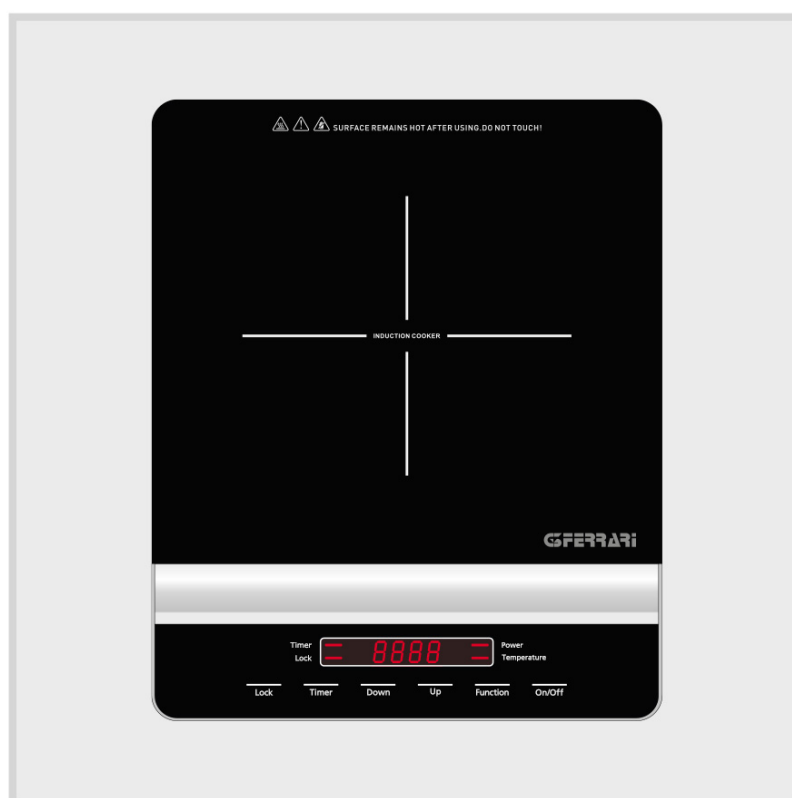 SURFACE REMAINS HOT AFTER USING.DO NOT TOUCH!
INDUCTION COOKER
G3FERRARI
Timer 8888 Power
Lock Temperature
Lock Timer Down Up Function On/Off